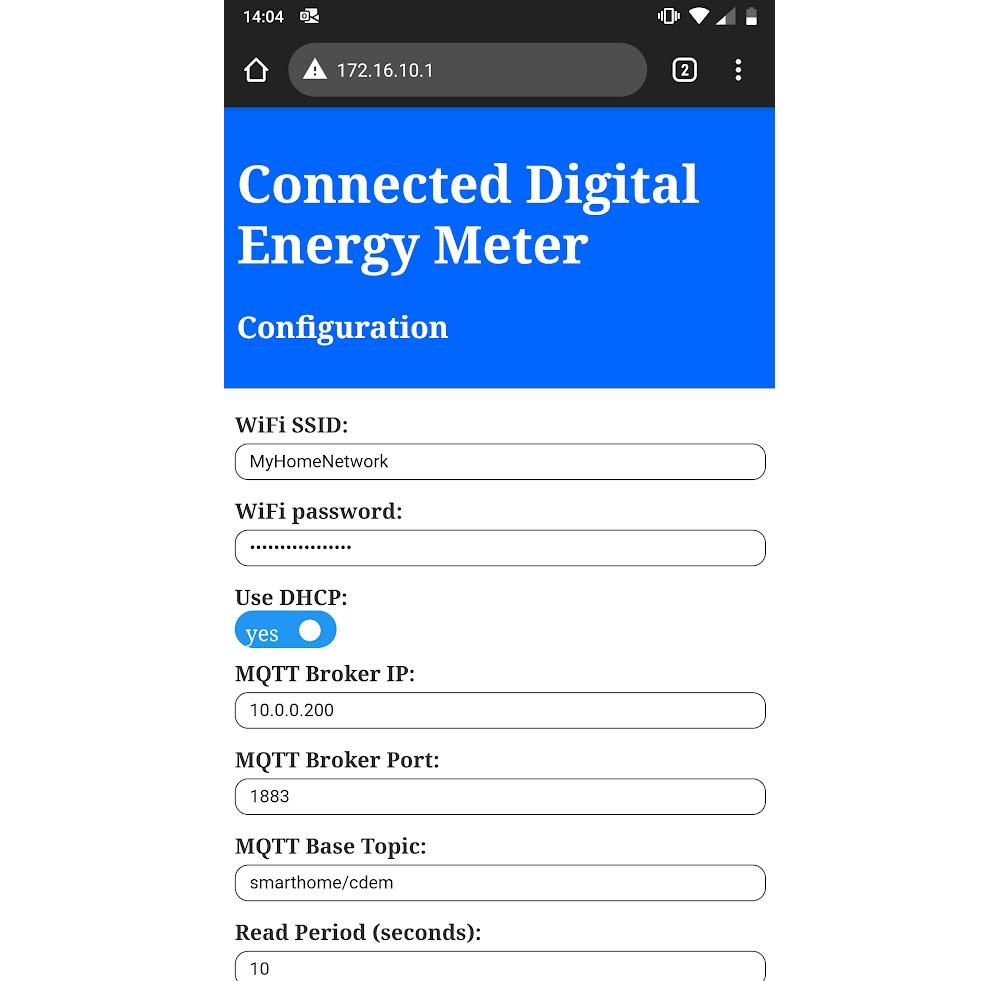 14:04
172.16.10.1
2
Connected Digital
Energy Meter
Configuration
WiFi SSID:
MyHomeNetwork
WiFi password:
•••••••••••••••••
Use DHCP:
yes
MQTT Broker IP:
10.0.0.200
MQTT Broker Port:
1883
MQTT Base Topic:
smarthome/cdem
Read Period (seconds):
10